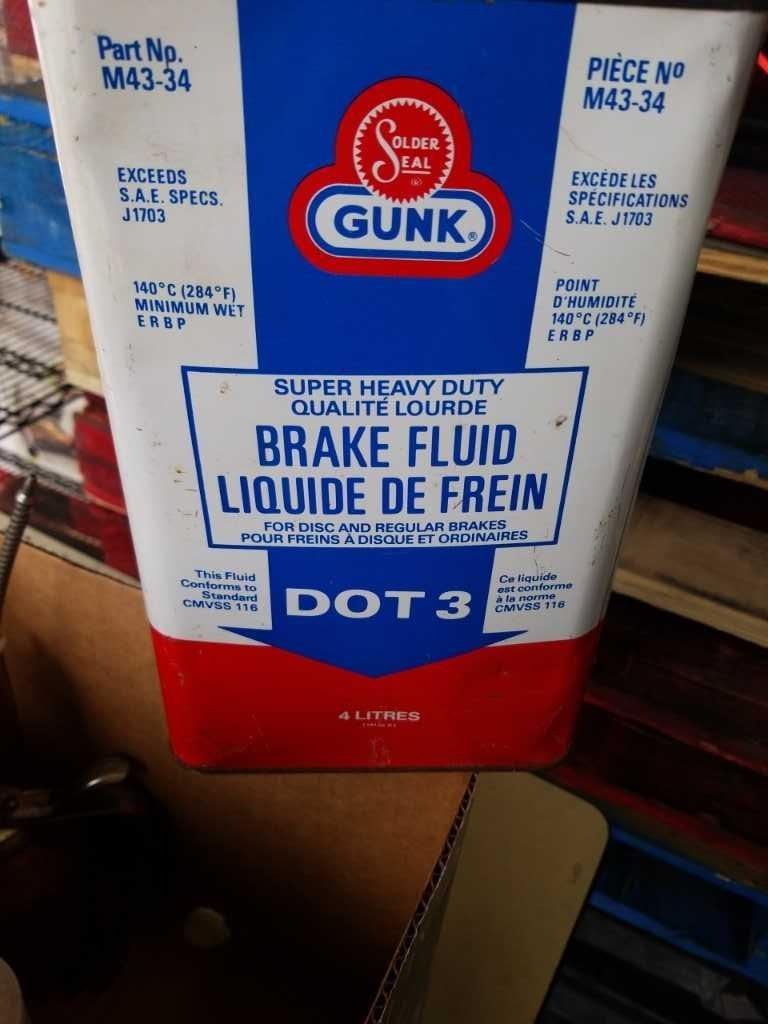 Part No.
M43-34
PIÈCE Nº
M43-34
SOLDER
SEAL
®
GUNK®
EXCEEDS
S.A.E. SPECS.
J1703
EXCÈDE LES
SPÉCIFICATIONS
S.A.E. J1703
140°C (284°F)
MINIMUM WET
E R B P
POINT
D'HUMIDITÉ
140°C (284°F)
E R B P
SUPER HEAVY DUTY
QUALITÉ LOURDE
BRAKE FLUID
LIQUIDE DE FREIN
FOR DISC AND REGULAR BRAKES
POUR FREINS À DISQUE ET ORDINAIRES
This Fluid
Conforms to
Standard
CMVSS 116
DOT 3
Ce liquide
est conforme
à la norme
CMVSS 116
4 LITRES